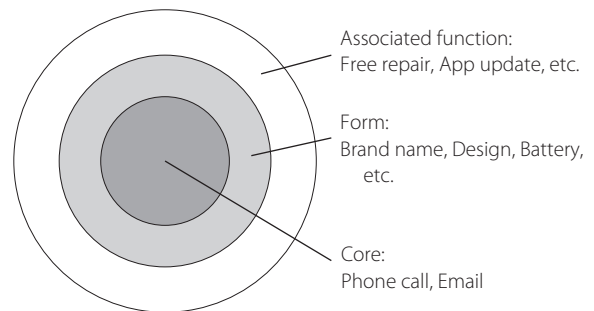 Associated function:
Free repair, App update, etc.
Form:
Brand name, Design, Battery,
etc.
Core:
Phone call, Email